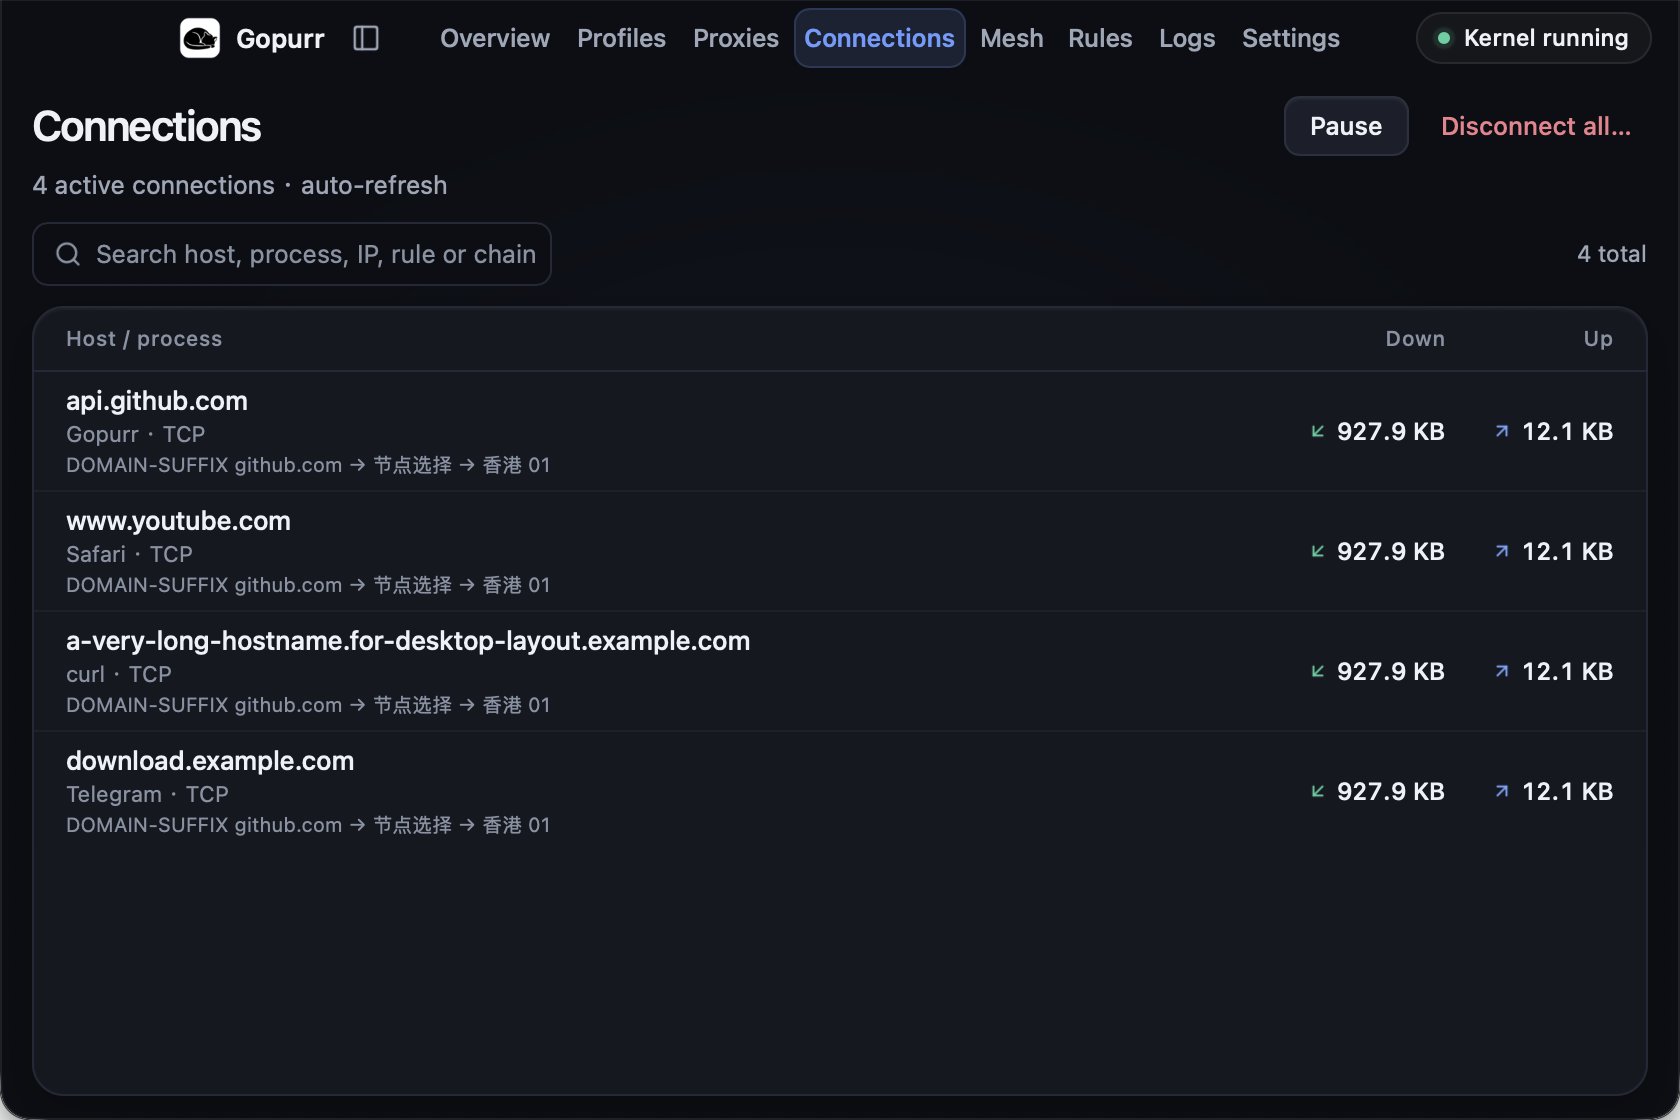 Gopurr
Overview Profiles Proxies Connections Mesh Rules Logs Settings
Kernel running
Connections
Pause Disconnect all...
4 active connections · auto-refresh
Search host, process, IP, rule or chain
4 total
Host / process Down Up
api.github.com
Gopurr · TCP
DOMAIN-SUFFIX github.com → 节点选择 → 香港 01
↙ 927.9 KB ↗ 12.1 KB
www.youtube.com
Safari · TCP
DOMAIN-SUFFIX github.com → 节点选择 → 香港 01
↙ 927.9 KB ↗ 12.1 KB
a-very-long-hostname.for-desktop-layout.example.com
curl · TCP
DOMAIN-SUFFIX github.com → 节点选择 → 香港 01
↙ 927.9 KB ↗ 12.1 KB
download.example.com
Telegram · TCP
DOMAIN-SUFFIX github.com → 节点选择 → 香港 01
↙ 927.9 KB ↗ 12.1 KB